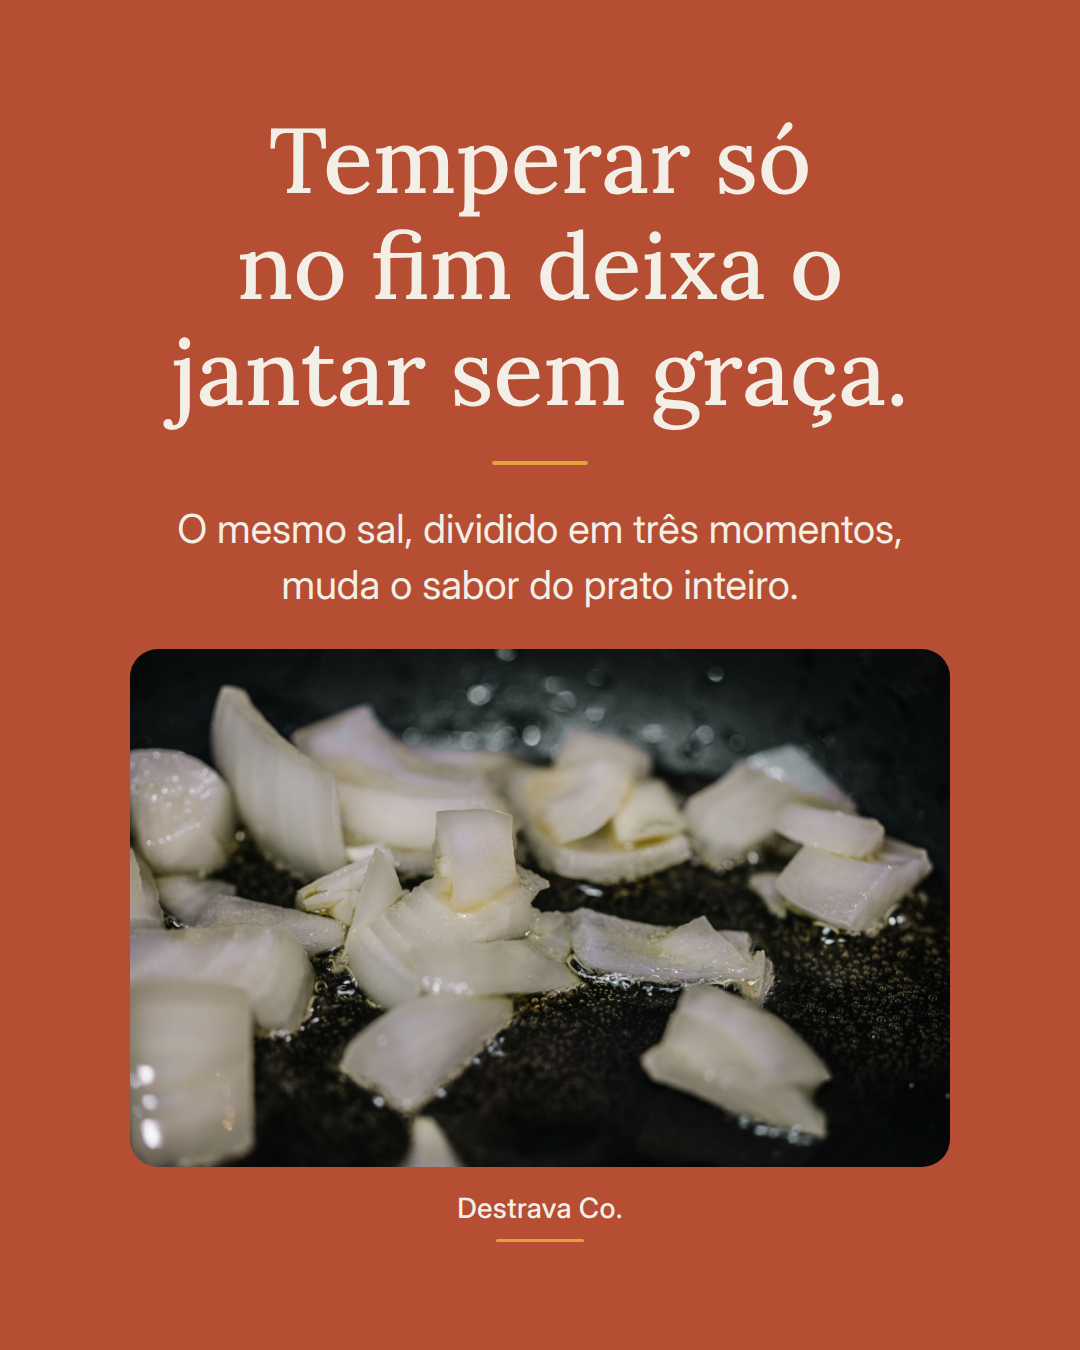 Temperar só
no fim deixa o
jantar sem graça.
O mesmo sal, dividido em três momentos,
muda o sabor do prato inteiro.
Destrava Co.